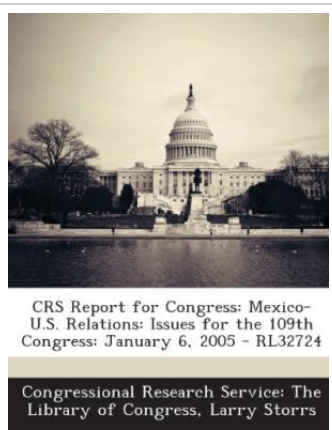 CRS Report for Congress: Mexico-
U.S. Relations: Issues for the 109th
Congress: January 6, 2005 - RL32724
Congressional Research Service: The
Library of Congress, Larry Storrs